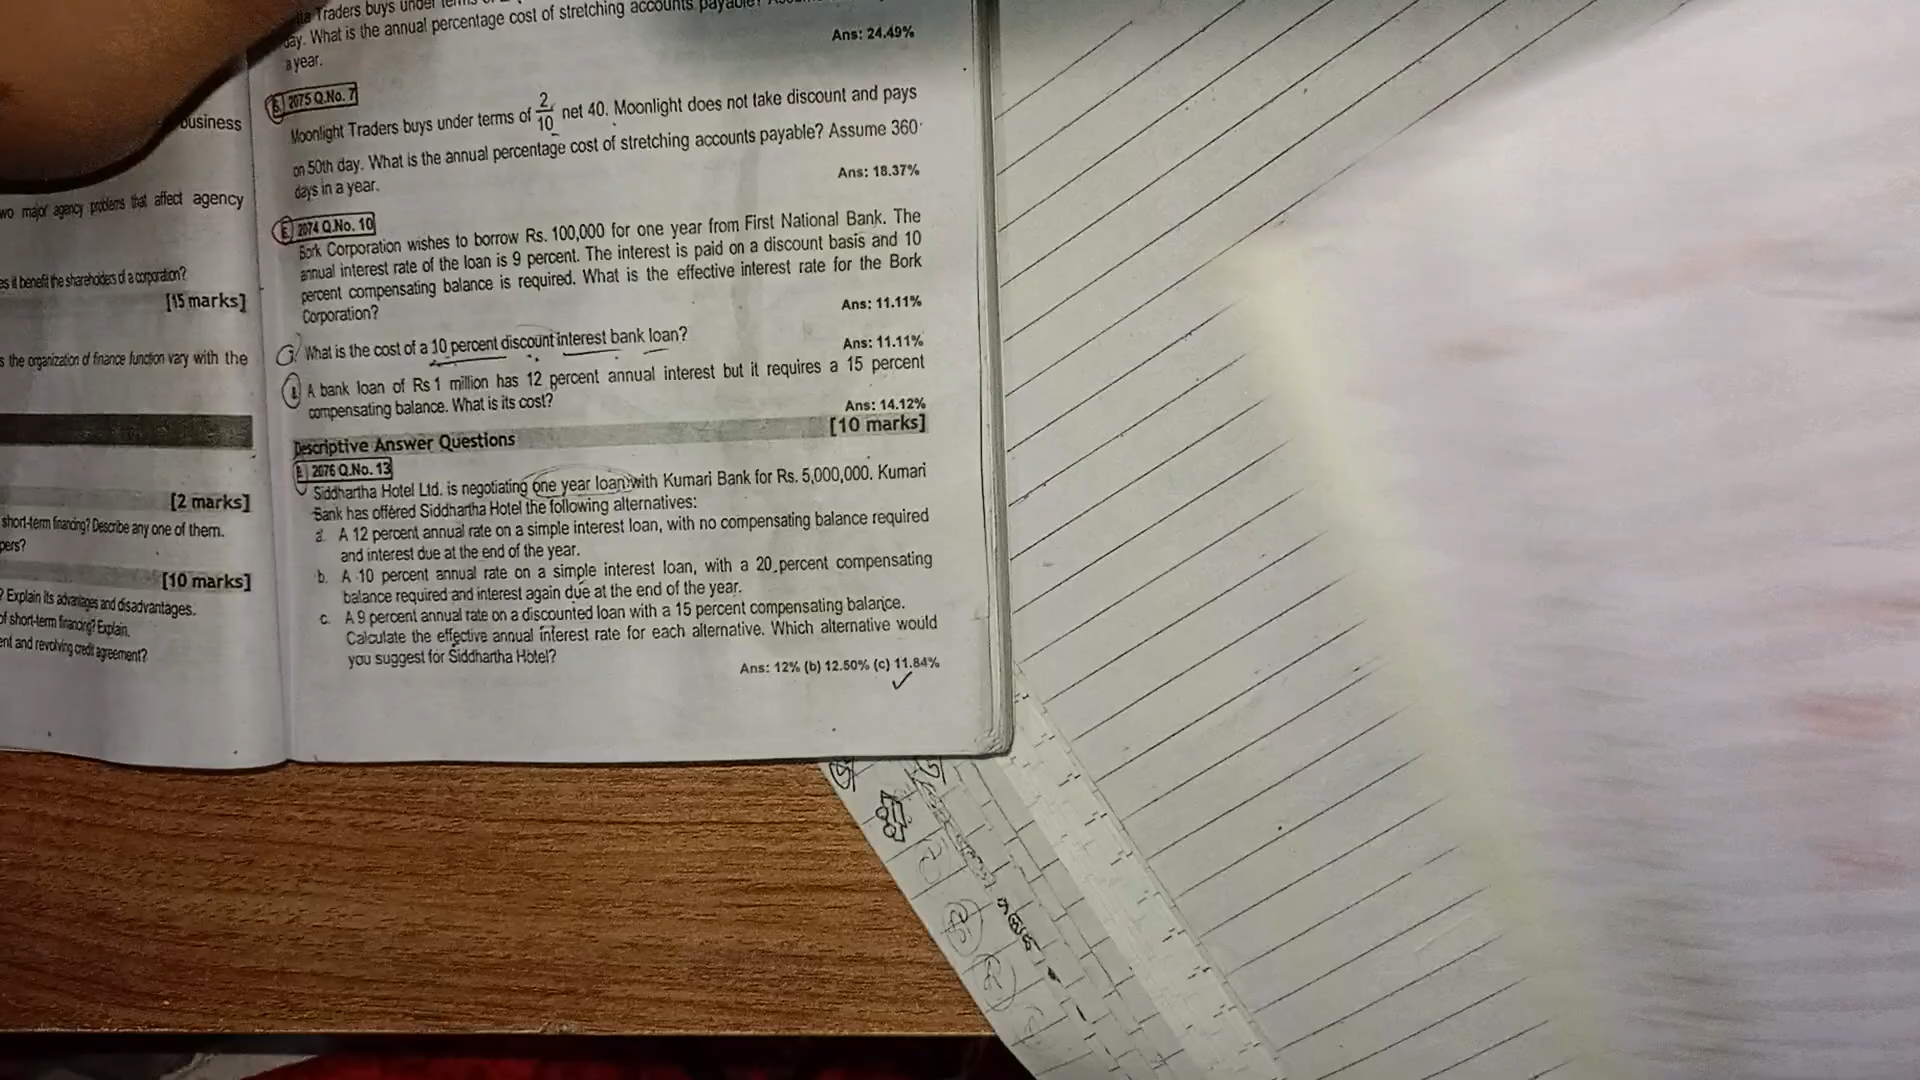 business
wo major agency problems that affect agency
es it benefit the shareholders of a corporation?
[15 marks]
s the organization of finance function vary with the
[2 marks]
short-term financing? Describe any one of them.
pers?
[10 marks]
? Explain its advantages and disadvantages.
of short-term financing? Explain.
ent and revolving credit agreement?
Traders buys under
day. What is the annual percentage cost of stretching accounts payable?
a year.
Ans: 24.49%
2075 Q.No. 7
Moonlight Traders buys under terms of 2/10 net 40. Moonlight does not take discount and pays
on 50th day. What is the annual percentage cost of stretching accounts payable? Assume 360
days in a year.
Ans: 18.37%
2074 Q.No. 10
Bork Corporation wishes to borrow Rs. 100,000 for one year from First National Bank. The
annual interest rate of the loan is 9 percent. The interest is paid on a discount basis and 10
percent compensating balance is required. What is the effective interest rate for the Bork
Corporation?
Ans: 11.11%
What is the cost of a 10 percent discount interest bank loan?
Ans: 11.11%
A bank loan of Rs 1 million has 12 percent annual interest but it requires a 15 percent
compensating balance. What is its cost?
Ans: 14.12%
Descriptive Answer Questions
[10 marks]
2076 Q.No. 13
Siddhartha Hotel Ltd. is negotiating one year loan with Kumari Bank for Rs. 5,000,000. Kumari
Bank has offered Siddhartha Hotel the following alternatives:
a. A 12 percent annual rate on a simple interest loan, with no compensating balance required
and interest due at the end of the year.
b. A 10 percent annual rate on a simple interest loan, with a 20 percent compensating
balance required and interest again due at the end of the year.
c. A 9 percent annual rate on a discounted loan with a 15 percent compensating balance.
Calculate the effective annual interest rate for each alternative. Which alternative would
you suggest for Siddhartha Hotel?
Ans: 12% (b) 12.50% (c) 11.84%